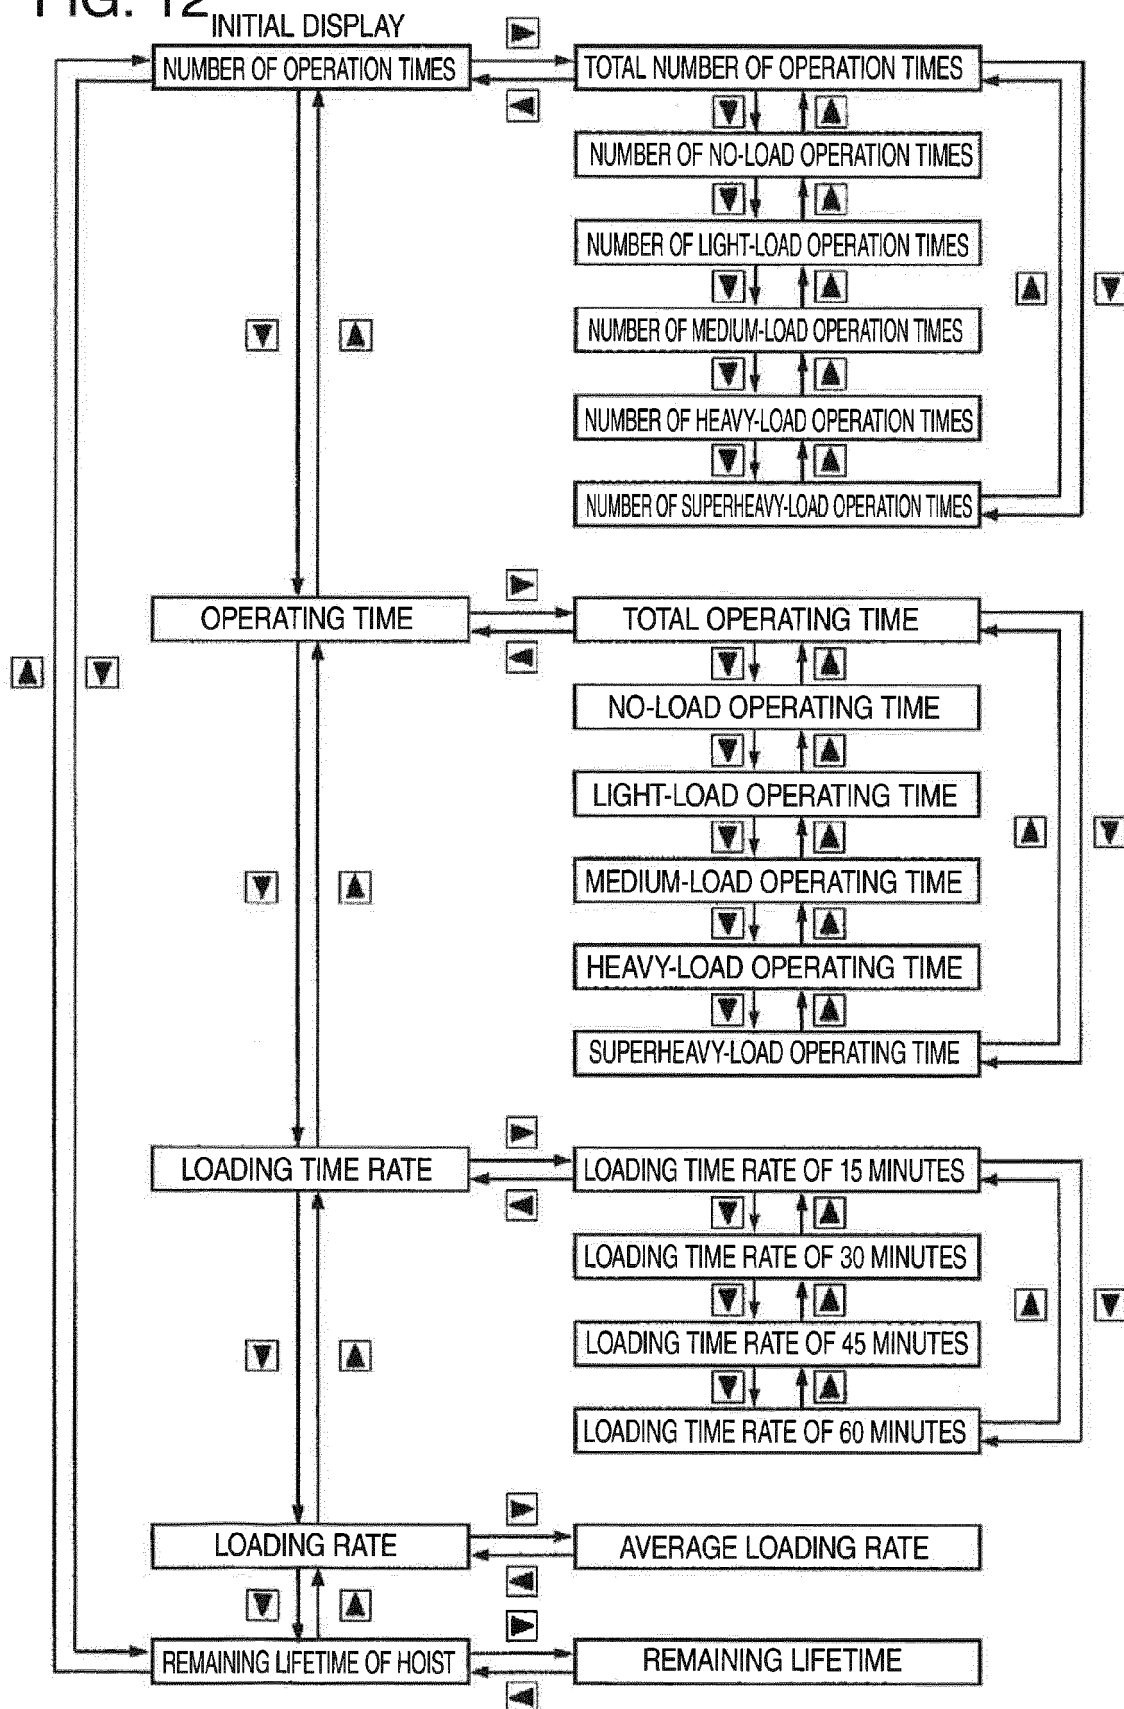 FIG. 12
INITIAL DISPLAY
NUMBER OF OPERATION TIMES
TOTAL NUMBER OF OPERATION TIMES
NUMBER OF NO-LOAD OPERATION TIMES
NUMBER OF LIGHT-LOAD OPERATION TIMES
NUMBER OF MEDIUM-LOAD OPERATION TIMES
NUMBER OF HEAVY-LOAD OPERATION TIMES
NUMBER OF SUPERHEAVY-LOAD OPERATION TIMES
OPERATING TIME
TOTAL OPERATING TIME
NO-LOAD OPERATING TIME
LIGHT-LOAD OPERATING TIME
MEDIUM-LOAD OPERATING TIME
HEAVY-LOAD OPERATING TIME
SUPERHEAVY-LOAD OPERATING TIME
LOADING TIME RATE
LOADING TIME RATE OF 15 MINUTES
LOADING TIME RATE OF 30 MINUTES
LOADING TIME RATE OF 45 MINUTES
LOADING TIME RATE OF 60 MINUTES
LOADING RATE
AVERAGE LOADING RATE
REMAINING LIFETIME OF HOIST
REMAINING LIFETIME